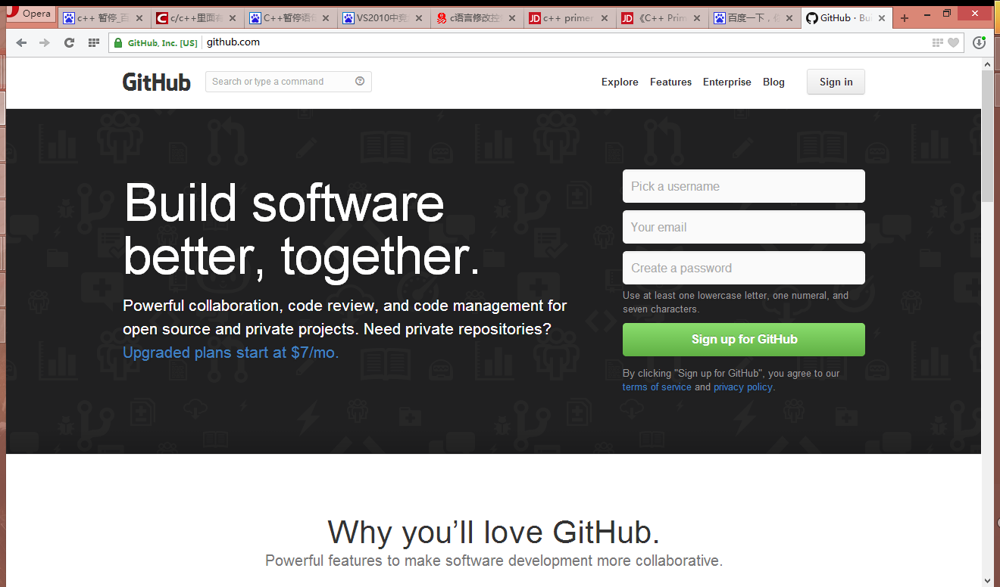 Opera
c++ 暂停_百
c/c++里面
C++暂停语
VS2010中
c语言修改控
c++ primer
《C++ Prim
百度一下，
GitHub · Bui
GitHub, Inc. [US] github.com
GitHub
Search or type a command
Explore Features Enterprise Blog Sign in
Build software
better, together.
Powerful collaboration, code review, and code management for
open source and private projects. Need private repositories?
Upgraded plans start at $7/mo.
Pick a username
Your email
Create a password
Use at least one lowercase letter, one numeral, and
seven characters.
Sign up for GitHub
By clicking "Sign up for GitHub", you agree to our
terms of service and privacy policy.
Why you’ll love GitHub.
Powerful features to make software development more collaborative.